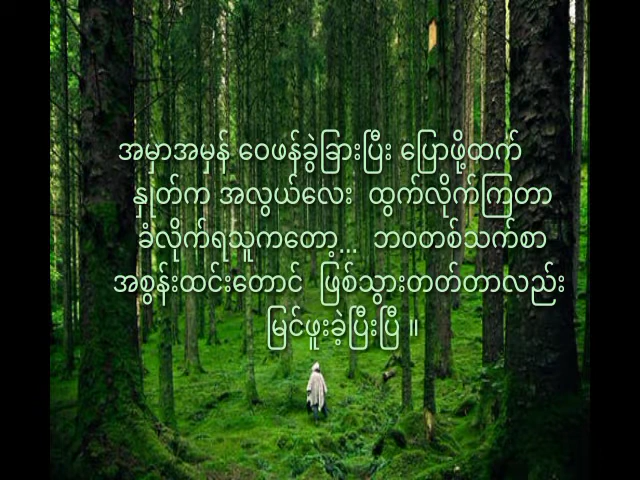 အမှာအမှန် ဝေဖန်ခွဲခြားပြီး ပြောဖို့ထက်
နှုတ်က အလွယ်လေး ထွက်လိုက်ကြတာ
ခံလိုက်ရသူကတော့... ဘဝတစ်သက်စာ
အစွန်းထင်းတောင် ဖြစ်သွားတတ်တာလည်း
မြင်ဖူးခဲ့ပြီးပြီ ။